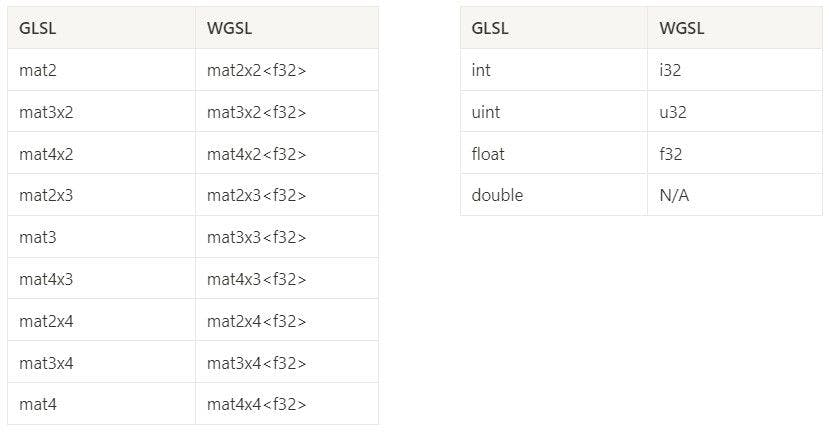 GLSL WGSL
mat2 mat2x2<f32>
mat3x2 mat3x2<f32>
mat4x2 mat4x2<f32>
mat2x3 mat2x3<f32>
mat3 mat3x3<f32>
mat4x3 mat4x3<f32>
mat2x4 mat2x4<f32>
mat3x4 mat3x4<f32>
mat4 mat4x4<f32>
GLSL WGSL
int i32
uint u32
float f32
double N/A